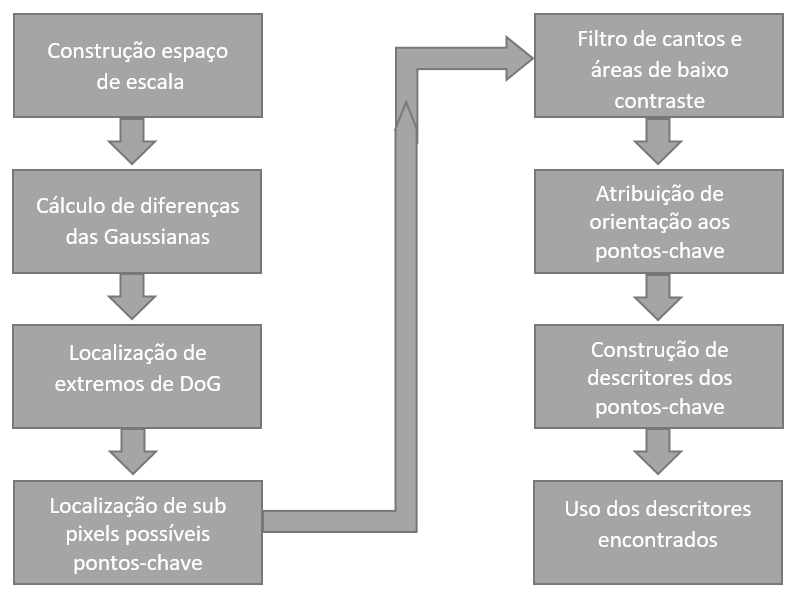 Construção espaço
de escala
Cálculo de diferenças
das Gaussianas
Localização de
extremos de DoG
Localização de sub
pixels possíveis
pontos-chave
Filtro de cantos e
áreas de baixo
contraste
Atribuição de
orientação aos
pontos-chave
Construção de
descritores dos
pontos-chave
Uso dos descritores
encontrados